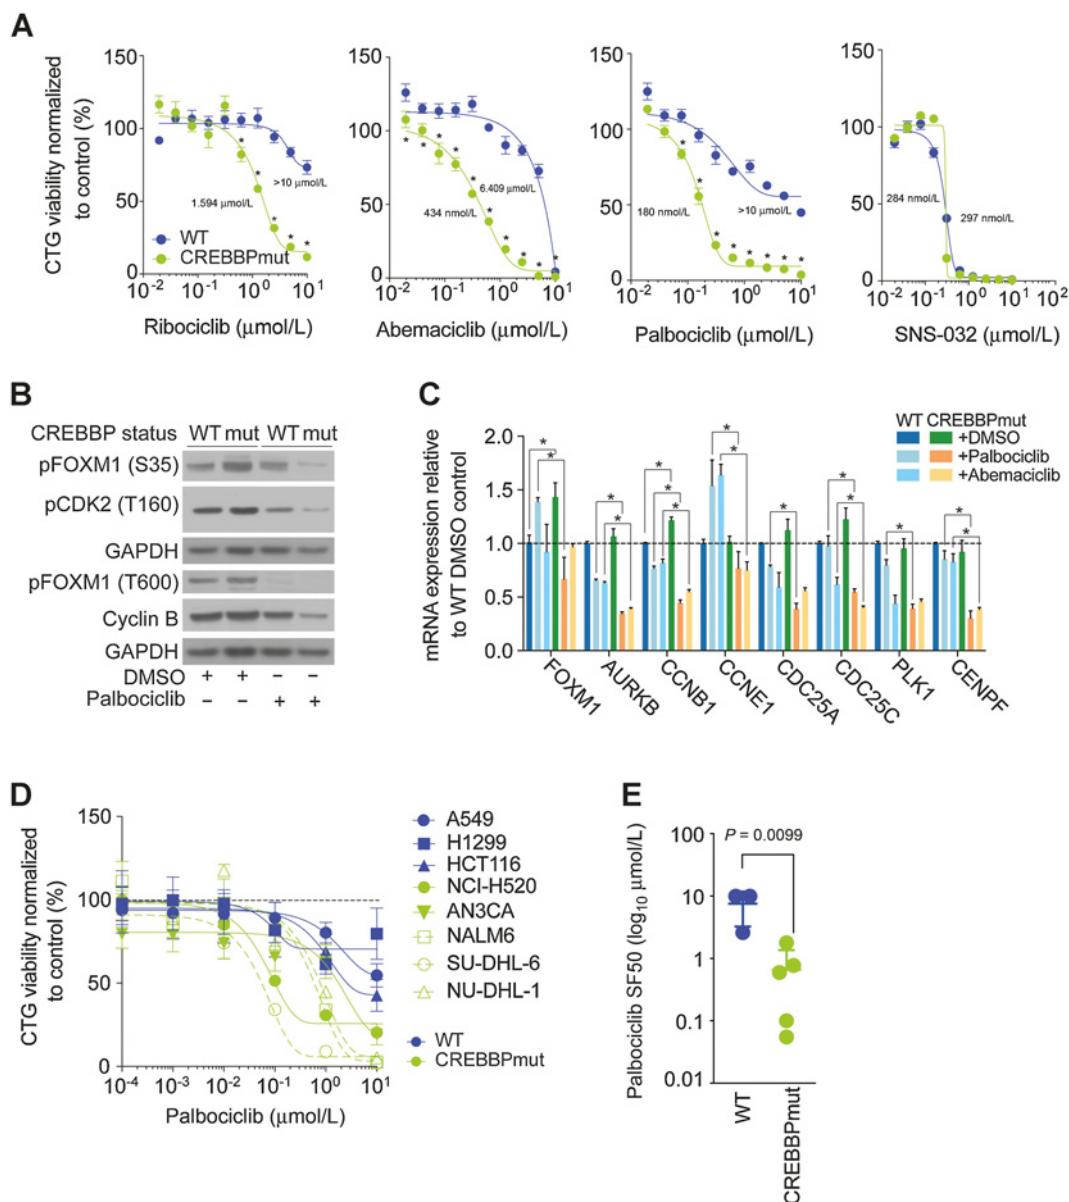 A
CTG viability normalized
to control (%)
150
100
50
0
>10 μmol/L
1.594 μmol/L
WT
CREBBPmut
10-2 10-1 100 101
Ribociclib (μmol/L)
150
100
50
0
6.409 μmol/L
434 nmol/L
10-2 10-1 100 101
Abemaciclib (μmol/L)
150
100
50
0
180 nmol/L
>10 μmol/L
10-2 10-1 100 101
Palbociclib (μmol/L)
150
100
50
0
284 nmol/L
297 nmol/L
10-2 10-1 100 101 102
SNS-032 (μmol/L)
B
CREBBP status WT mut WT mut
pFOXM1 (S35)
pCDK2 (T160)
GAPDH
pFOXM1 (T600)
Cyclin B
GAPDH
DMSO + + – –
Palbociclib – – + +
C
mRNA expression relative
to WT DMSO control
2.0
1.5
1.0
0.5
0.0
WT CREBBPmut
+DMSO
+Palbociclib
+Abemaciclib
* * * * * * * * * * * * * *
FOXM1
AURKB
CCNB1
CCNE1
CDC25A
CDC25C
PLK1
CENPF
D
CTG viability normalized
to control (%)
150
100
50
0
10-4 10-3 10-2 10-1 100 101
Palbociclib (μmol/L)
A549
H1299
HCT116
NCI-H520
AN3CA
NALM6
SU-DHL-6
NU-DHL-1
WT
CREBBPmut
E
Palbociclib SF50 (log10 μmol/L)
P = 0.0099
100
10
1
0.1
0.01
WT
CREBBPmut